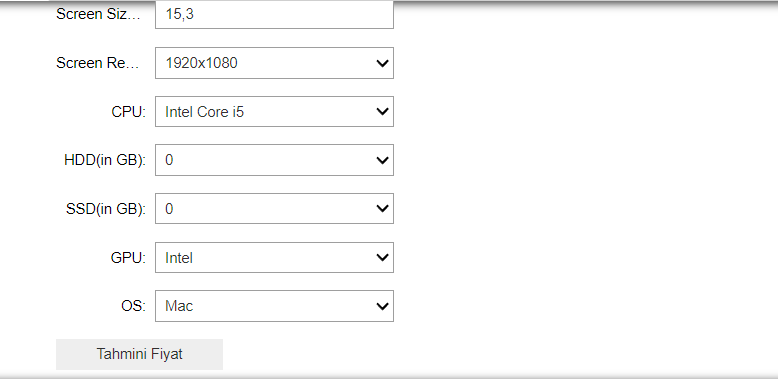 Screen Siz... 15,3
Screen Re... 1920x1080
CPU: Intel Core i5
HDD(in GB): 0
SSD(in GB): 0
GPU: Intel
OS: Mac
Tahmini Fiyat